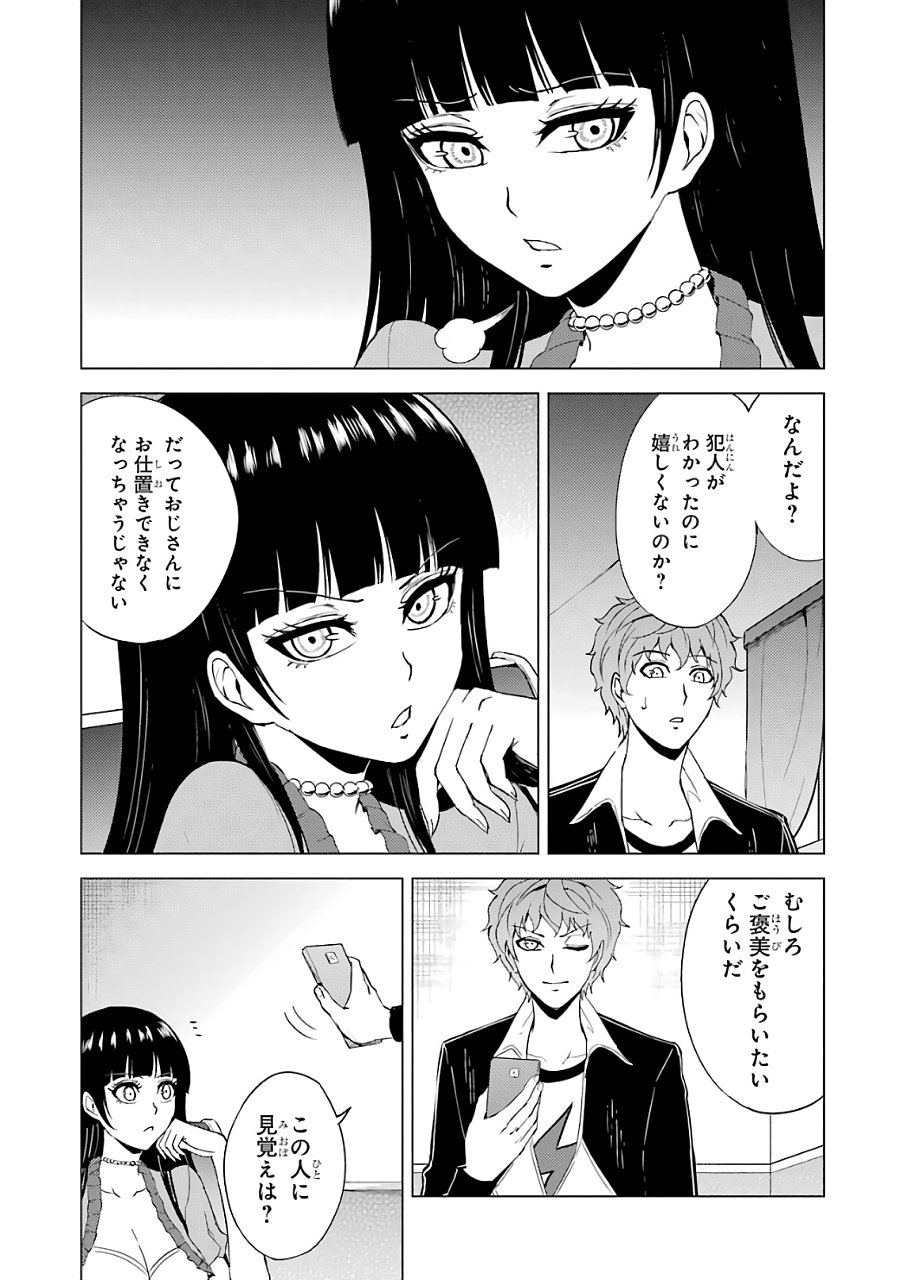 なんだよ?
犯人が
わかったのに
嬉しくないのか?
だっておじさんに
お仕置きできなく
なっちゃうじゃない
むしろ
ご褒美をもらいたい
くらいだ
この人に
見覚えは?